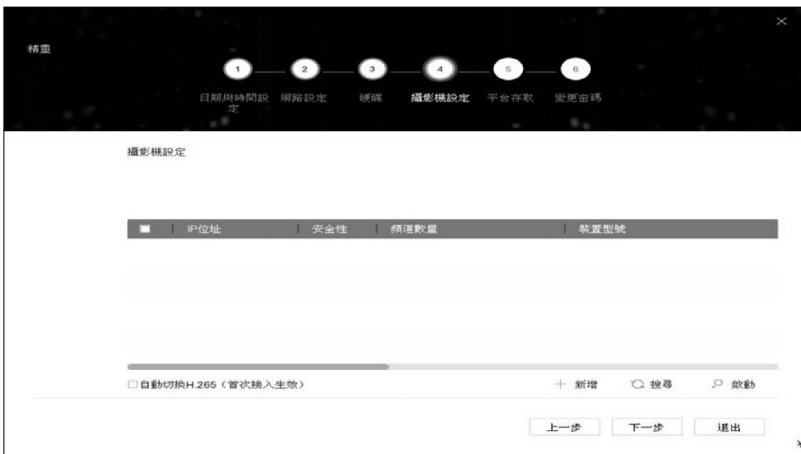 精靈
1 2 3 4 5 6
日期與時間設定 網路設定 硬碟 攝影機設定 平台存取 變更密碼
攝影機設定
IP位址 安全性 頻道數量 裝置型號
自動切換H.265（首次接入生效）
新增 搜尋 啟動
上一步 下一步 退出